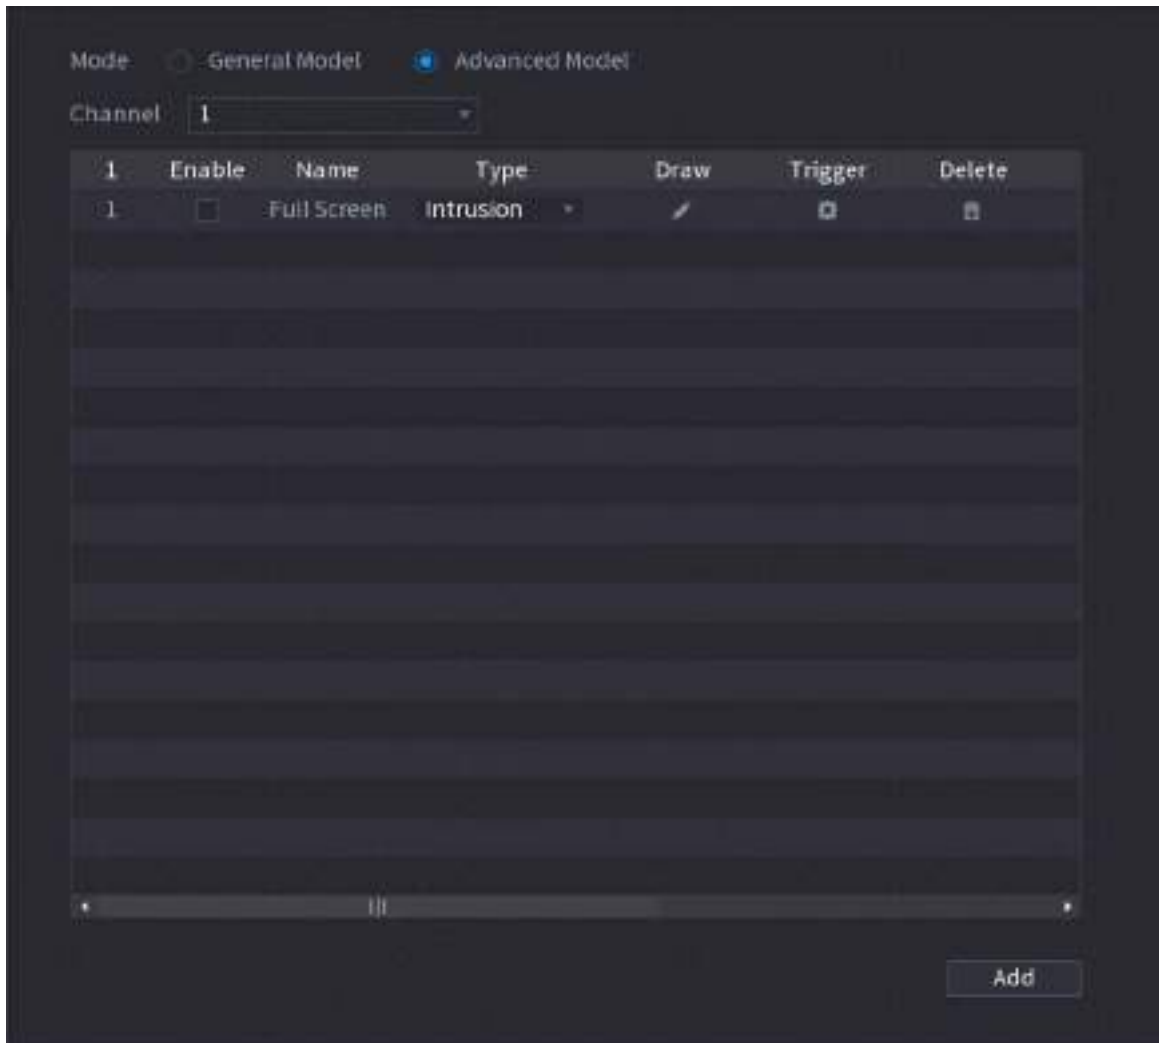 Mode General Model Advanced Model
Channel 1
1 Enable Name Type Draw Trigger Delete
1 Full Screen Intrusion
Add